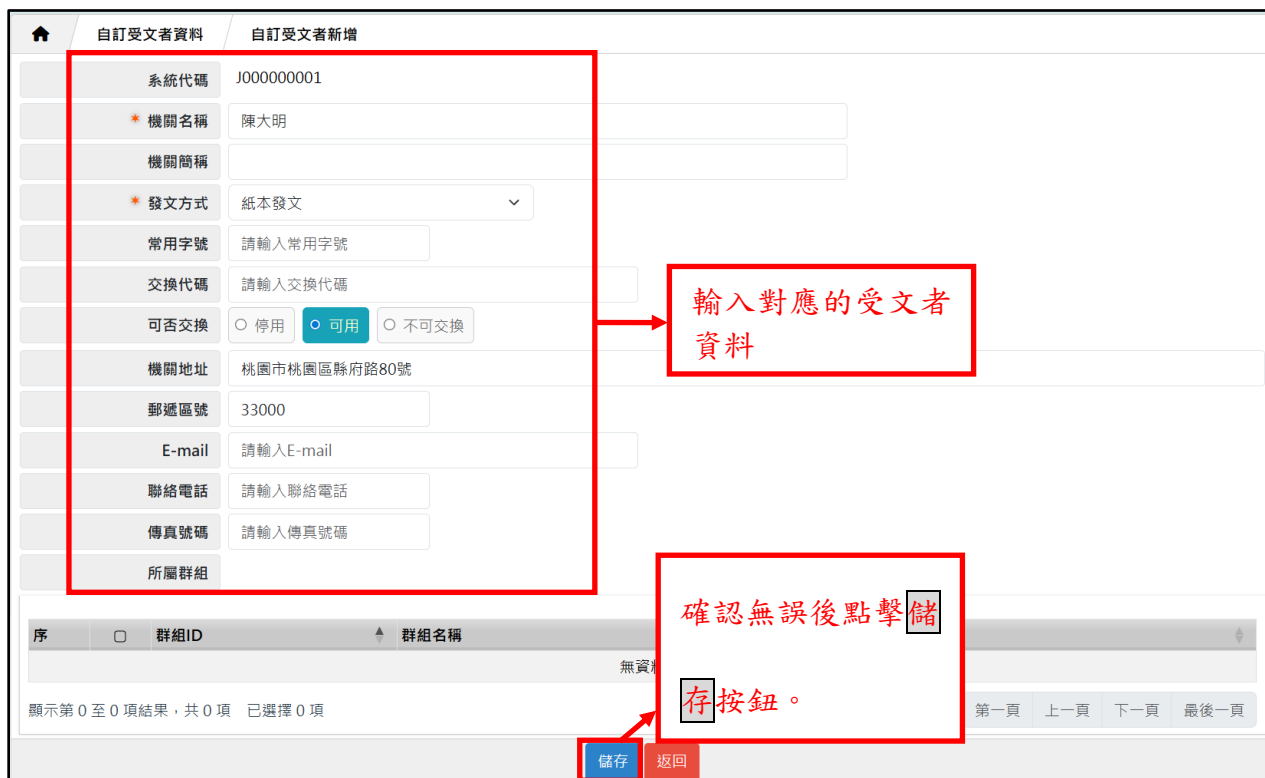 自訂受文者資料 自訂受文者新增
系統代碼 J000000001
* 機關名稱 陳大明
機關簡稱
* 發文方式 紙本發文
常用字號 請輸入常用字號
交換代碼 請輸入交換代碼
可否交換 停用 可用 不可交換
機關地址 桃園市桃園區縣府路80號
郵遞區號 33000
E-mail 請輸入E-mail
聯絡電話 請輸入聯絡電話
傳真號碼 請輸入傳真號碼
所屬群組
輸入對應的受文者
資料
序 群組ID 群組名稱
無資
顯示第 0 至 0 項結果，共 0 項 已選擇 0 項
第一頁 上一頁 下一頁 最後一頁
確認無誤後點擊儲
存按鈕。
儲存 返回